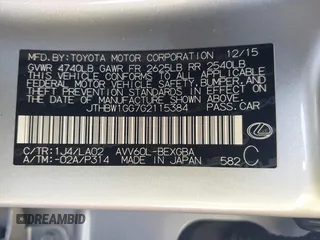 MFD.BY:TOYOTA MOTOR CORPORATION 12/15
GVWR 4740LB GAWR FR 2625LB RR 2540LB
THIS VEHICLE CONFORMS TO ALL APPLICABLE
FEDERAL MOTOR VEHICLE SAFETY, BUMPER, AND
THEFT PREVENTION STANDARDS IN EFFECT ON
THE DATE OF MANUFACTURE SHOWN ABOVE.
JTHBW1GG7G2115384 PASS.CAR
C/TR:1J4/LA02 AVV60L-BEXGBA
A/TM:-02A/P314 MADE IN JAPAN 582 C
DREAMBID